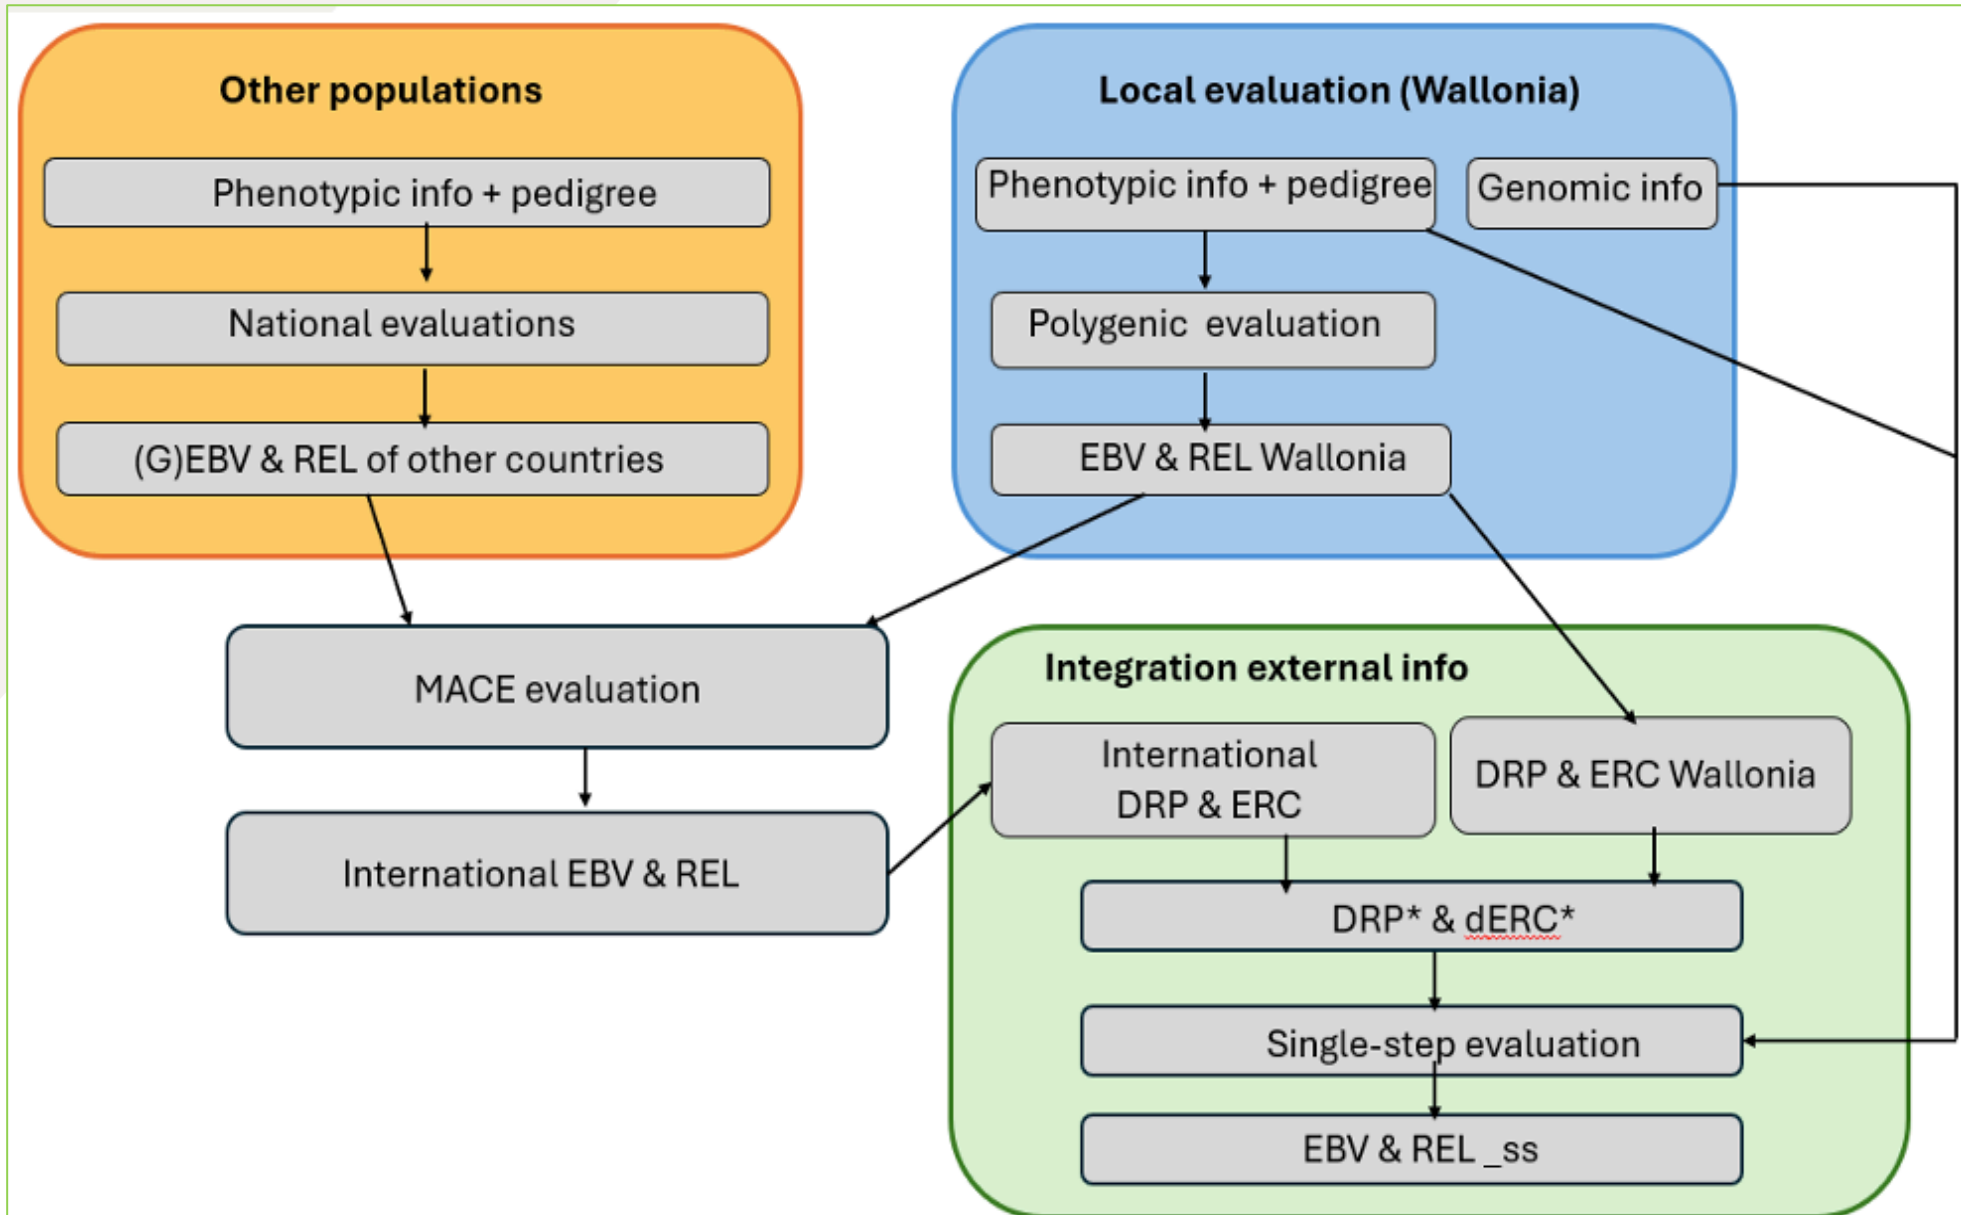 Other populations
Phenotypic info + pedigree
National evaluations
(G)EBV & REL of other countries
Local evaluation (Wallonia)
Phenotypic info + pedigree
Genomic info
Polygenic evaluation
EBV & REL Wallonia
MACE evaluation
International EBV & REL
Integration external info
International
DRP & ERC
DRP & ERC Wallonia
DRP* & dERC*
Single-step evaluation
EBV & REL _ss